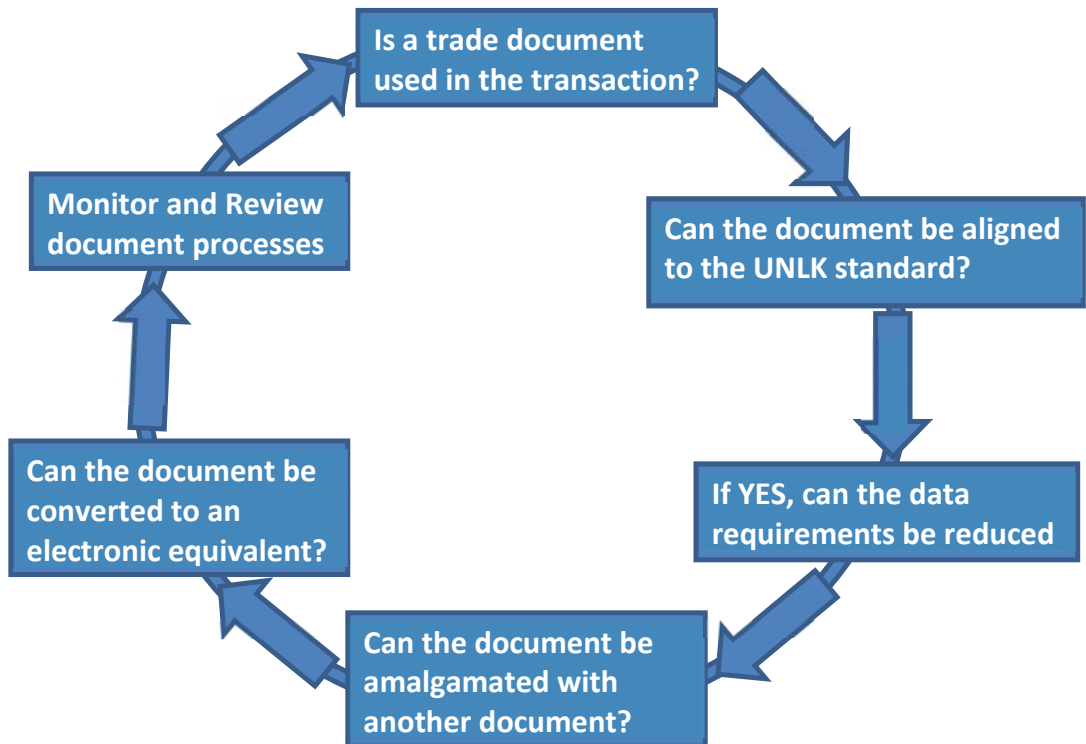 Is a trade document
used in the transaction?
Can the document be aligned
to the UNLK standard?
If YES, can the data
requirements be reduced
Can the document be
amalgamated with
another document?
Can the document be
converted to an
electronic equivalent?
Monitor and Review
document processes